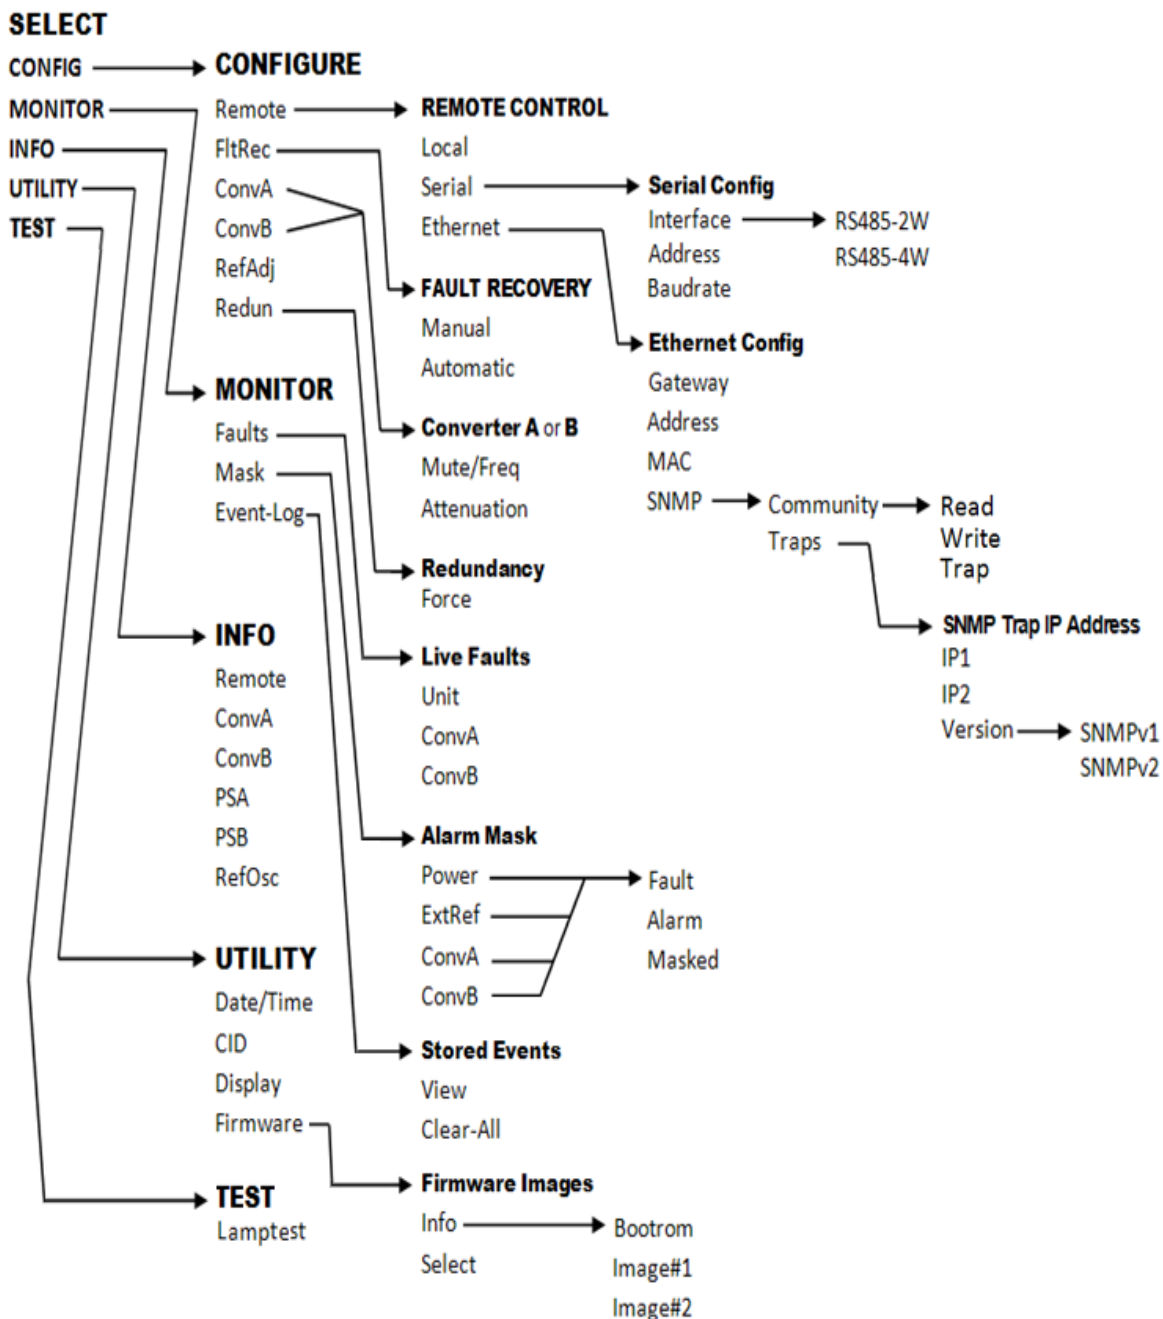 SELECT
CONFIG
MONITOR
INFO
UTILITY
TEST
CONFIGURE
Remote
FltRec
ConvA
ConvB
RefAdj
Redun
MONITOR
Faults
Mask
Event-Log
INFO
Remote
ConvA
ConvB
PSA
PSB
RefOsc
UTILITY
Date/Time
CID
Display
Firmware
TEST
Lamptest
REMOTE CONTROL
Local
Serial
Ethernet
FAULT RECOVERY
Manual
Automatic
Converter A or B
Mute/Freq
Attenuation
Redundancy
Force
Live Faults
Unit
ConvA
ConvB
Alarm Mask
Power
ExtRef
ConvA
ConvB
Stored Events
View
Clear-All
Firmware Images
Info
Select
Serial Config
Interface
Address
Baudrate
RS485-2W
RS485-4W
Ethernet Config
Gateway
Address
MAC
SNMP
Community
Traps
Read
Write
Trap
SNMP Trap IP Address
IP1
IP2
Version
SNMPv1
SNMPv2
Fault
Alarm
Masked
Bootrom
Image#1
Image#2